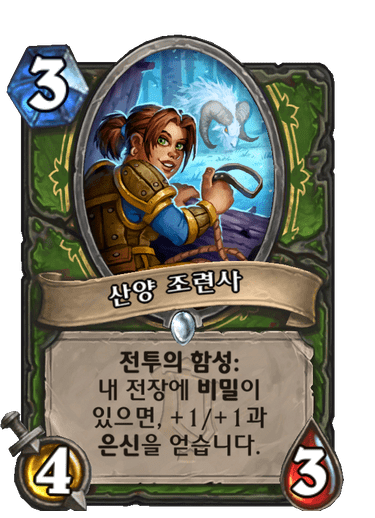 3
산양 조련사
전투의 함성:
내 전장에 비밀이
있으면, +1/+1과
은신을 얻습니다.
4
3